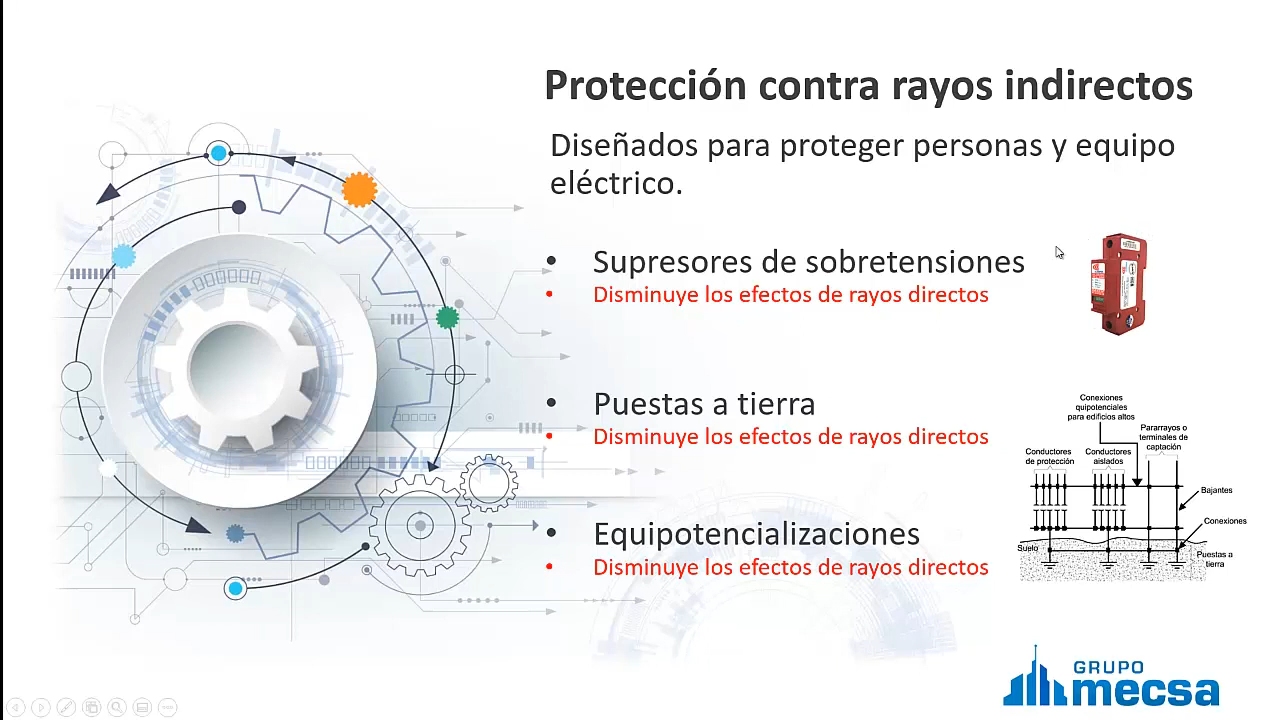 Protección contra rayos indirectos
Diseñados para proteger personas y equipo
eléctrico.
• Supresores de sobretensiones
• Disminuye los efectos de rayos directos
• Puestas a tierra
• Disminuye los efectos de rayos directos
• Equipotencializaciones
• Disminuye los efectos de rayos directos
Conexiones
quipotenciales
para edificios altos
Pararrayos o
terminales de
captación
Conductores
de protección
Conductores
aislados
Bajantes
Conexiones
Suelo
Puestas a
tierra
GRUPO
mecsa